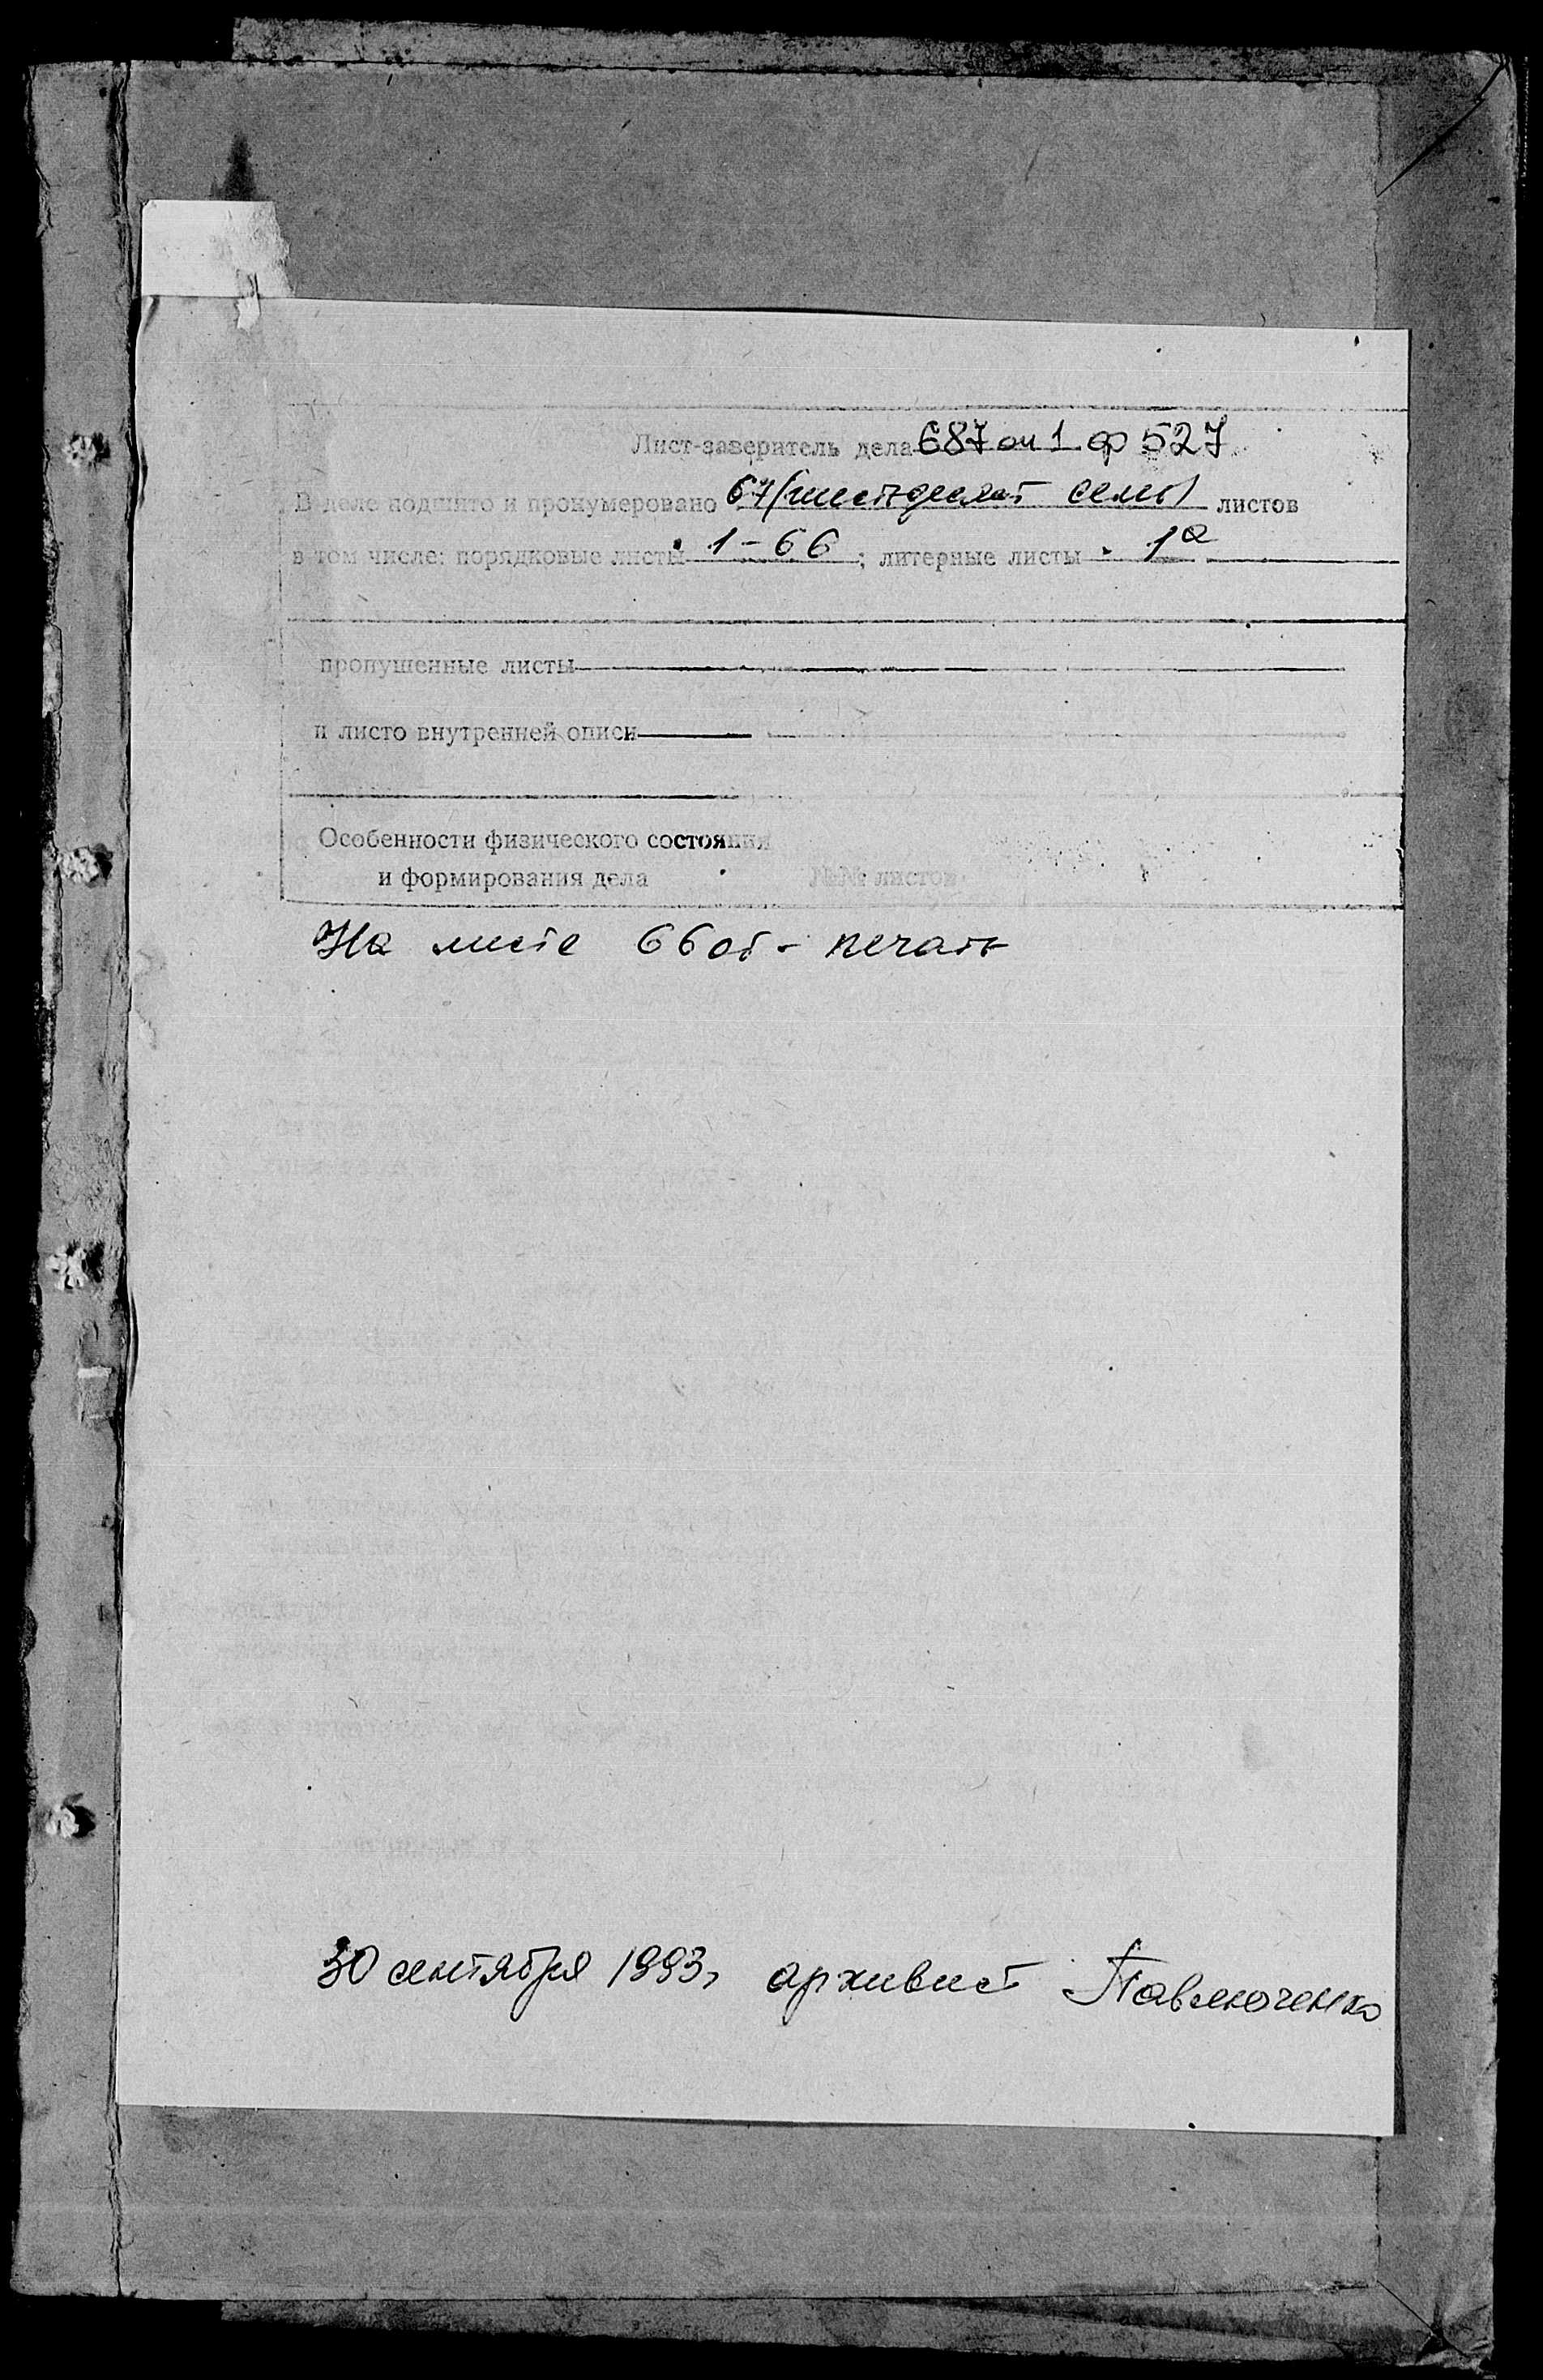 Лист-заверитель дела 687 оп 1 ф 527
В деле подшито и пронумеровано 67 (шестьдесят семь) листов
в том числе: порядковые листы 1-66; литерные листы 1а
пропущенные листы
и листо внутренней описи
Особенности физического состояния
и формирования дела №№ листов
На листе 66об - печать
30 сентября 1993г архивист Павлюченко